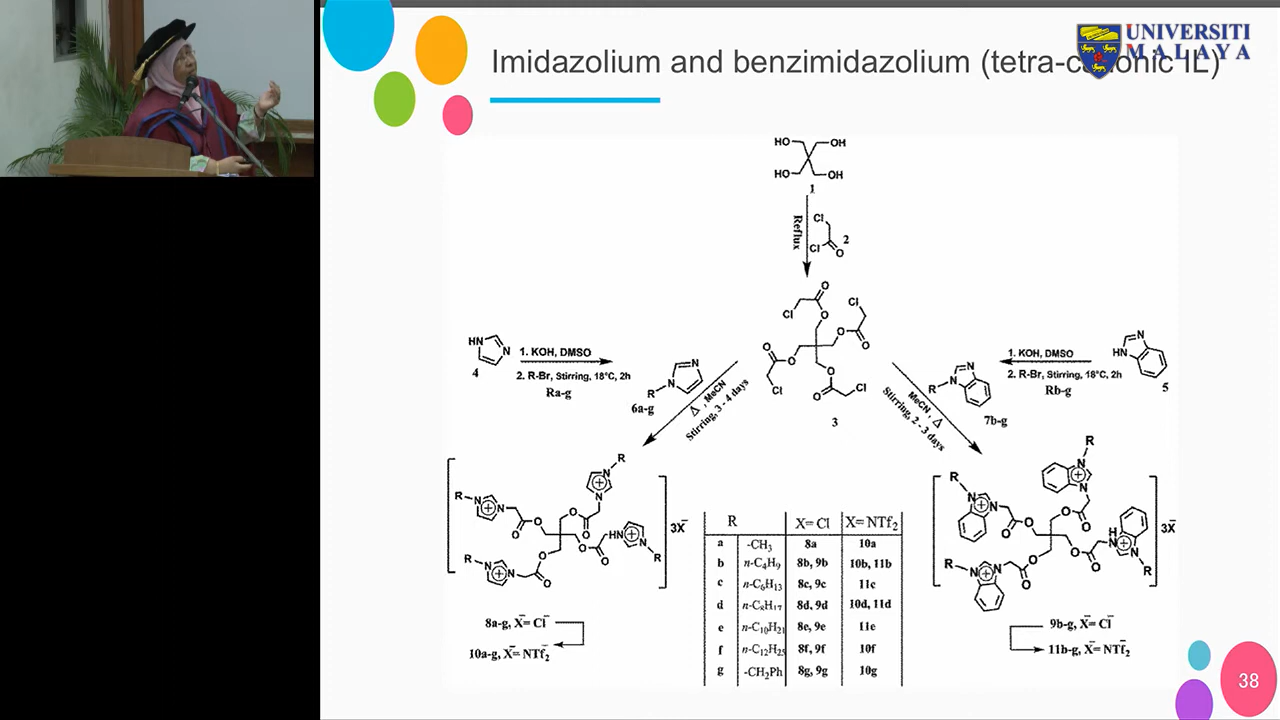 Imidazolium and benzimidazolium (tetra-cationic IL)
UNIVERSITI
MALAYA
HO OH
HO OH
1
Reflux
Cl
Cl O
2
O
Cl O
Cl
O O
O O
Cl O
O Cl
3
HN N
4
1. KOH, DMSO
2. R-Br, Stirring, 18°C, 2h
Ra-g
N
R N
6a-g
Δ , MeCN
Stirring, 3 - 4 days
N
HN
5
1. KOH, DMSO
2. R-Br, Stirring, 18°C, 2h
Rb-g
N
R N
7b-g
MeCN , Δ
Stirring, 2 - 3 days
R
N
+
N
R N
+
N
O
O O
O
O
O HN
+
N
R
R N
+
N
O
3X⁻
8a-g, X⁻= Cl⁻
10a-g, X⁻= NTf₂⁻
R X= Cl X= NTf₂
a -CH₃ 8a 10a
b n-C₄H₉ 8b, 9b 10b, 11b
c n-C₆H₁₃ 8c, 9c 11c
d n-C₈H₁₇ 8d, 9d 10d, 11d
e n-C₁₀H₂₁ 8e, 9e 11e
f n-C₁₂H₂₅ 8f, 9f 10f
g -CH₂Ph 8g, 9g 10g
R
N
+
N
R
N
+
N
O
O O
O
O
O
H
N
+
N
R
R N
+
N
O
3X⁻
9b-g, X⁻= Cl⁻
11b-g, X⁻= NTf₂⁻
38